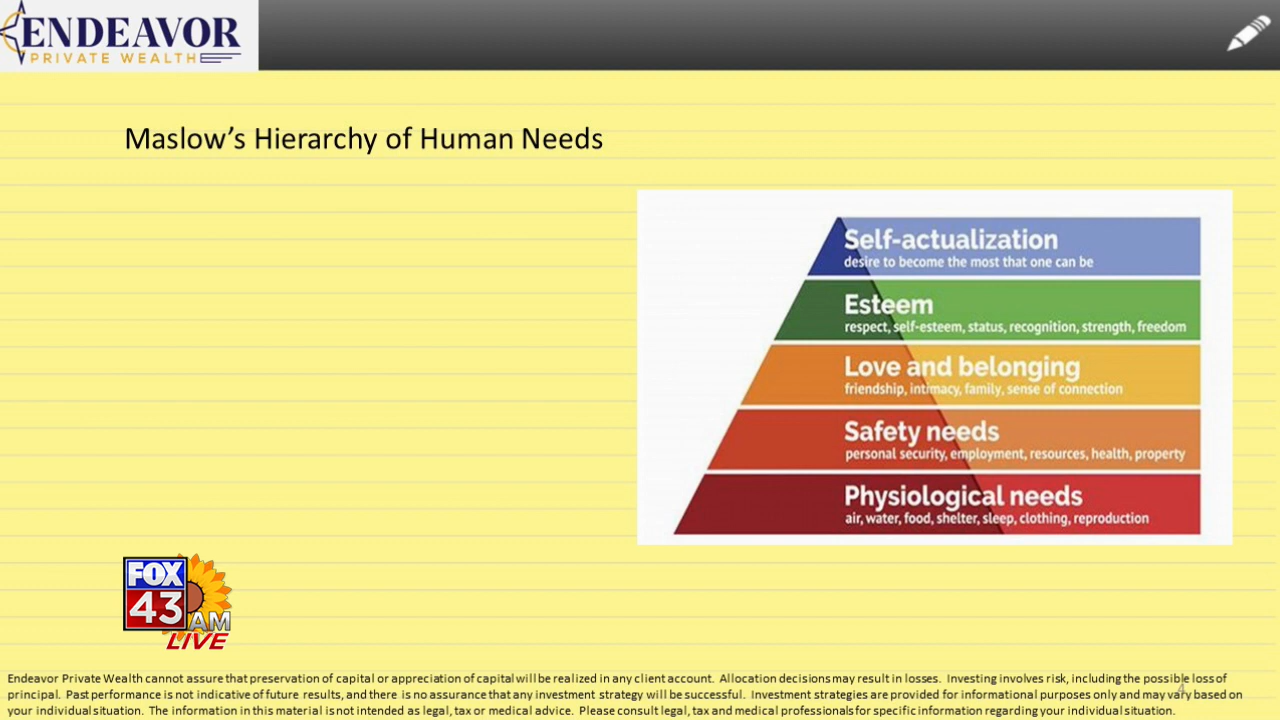 ENDEAVOR
PRIVATE WEALTH
Maslow's Hierarchy of Human Needs
Self-actualization
desire to become the most that one can be
Esteem
respect, self-esteem, status, recognition, strength, freedom
Love and belonging
friendship, intimacy, family, sense of connection
Safety needs
personal security, employment, resources, health, property
Physiological needs
air, water, food, shelter, sleep, clothing, reproduction
FOX
43
AM
LIVE
Endeavor Private Wealth cannot assure that preservation of capital or appreciation of capital will be realized in any client account. Allocation decisions may result in losses. Investing involves risk, including the possible loss of
principal. Past performance is not indicative of future results, and there is no assurance that any investment strategy will be successful. Investment strategies are provided for informational purposes only and may vary based on
your individual situation. The information in this material is not intended as legal, tax or medical advice. Please consult legal, tax and medical professionals for specific information regarding your individual situation.
4